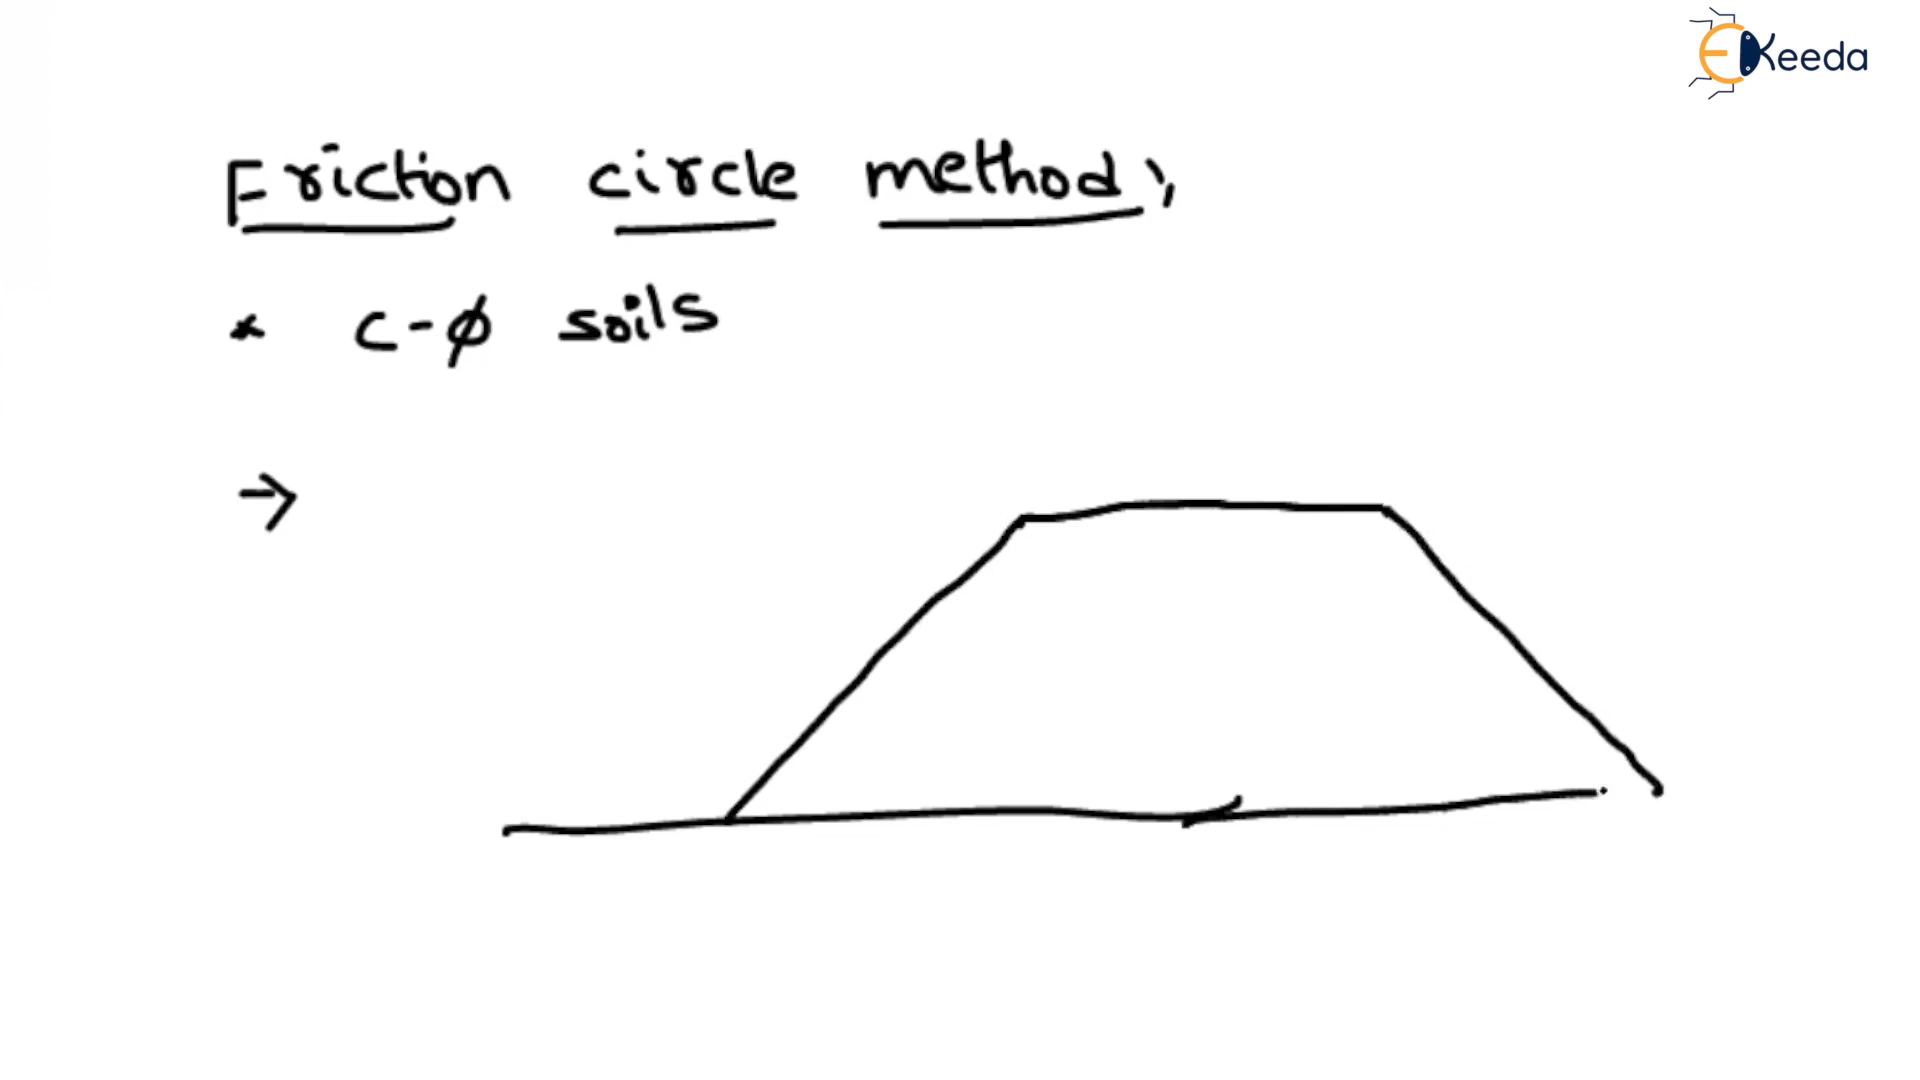 EKeeda
Friction circle method;
* c-ϕ soils
→